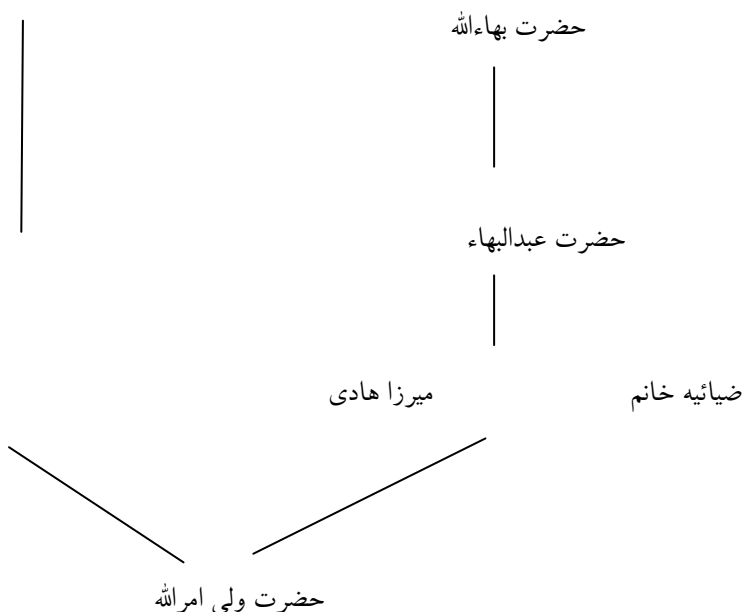 حضرت بهاءالله
حضرت عبدالبهاء
ضیائیه خانم
میرزا هادی
حضرت ولی امرالله